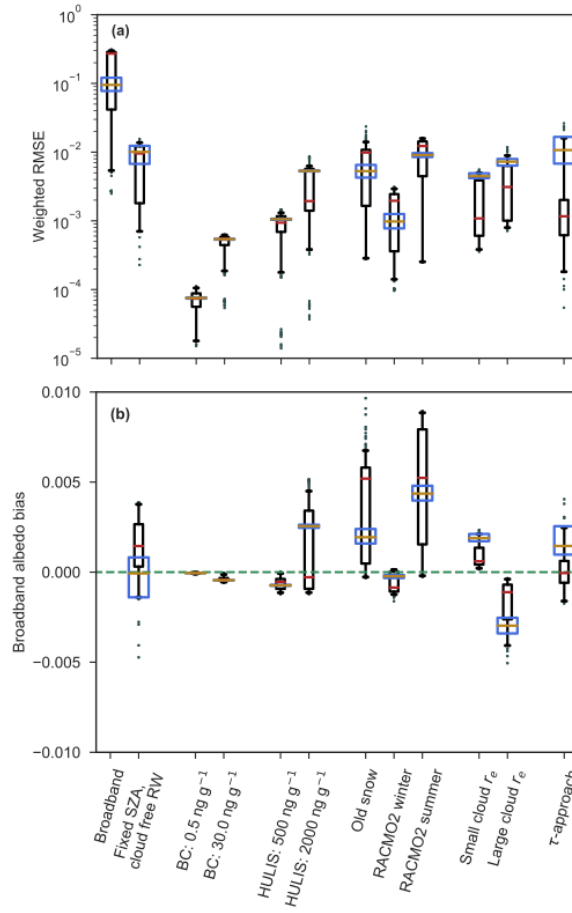 (a)
Weighted RMSE
10⁰
10⁻¹
10⁻²
10⁻³
10⁻⁴
10⁻⁵
(b)
Broadband albedo bias
0.010
0.005
0.000
−0.005
−0.010
Broadband
Fixed SZA,
cloud free RW
BC: 0.5 ng g⁻¹
BC: 30.0 ng g⁻¹
HULIS: 500 ng g⁻¹
HULIS: 2000 ng g⁻¹
Old snow
RACMO2 winter
RACMO2 summer
Small cloud rₑ
Large cloud rₑ
τ-approach